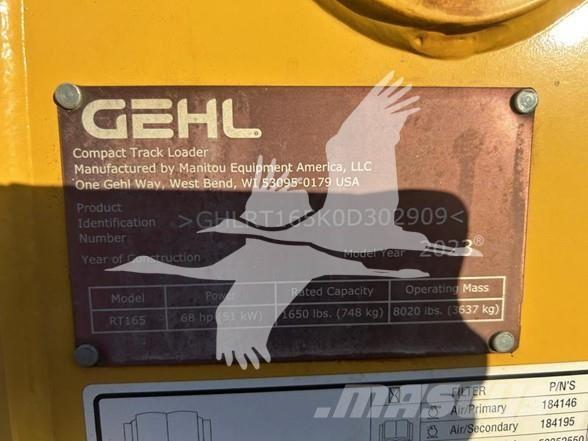 GEHL
Compact Track Loader
Manufactured by Manitou Equipment America, LLC
One Gehl Way, West Bend, WI 53095-0179 USA
Product
Identification
Number
>GHLRT165K0D302909<
Year of Construction
Model Year 2023
®
Model Power Rated Capacity Operating Mass
RT165 68 hp (51 kW) 1650 lbs. (748 kg) 8020 lbs. (3637 kg)
FILTER P/N'S
Air/Primary 184146
Air/Secondary 184195